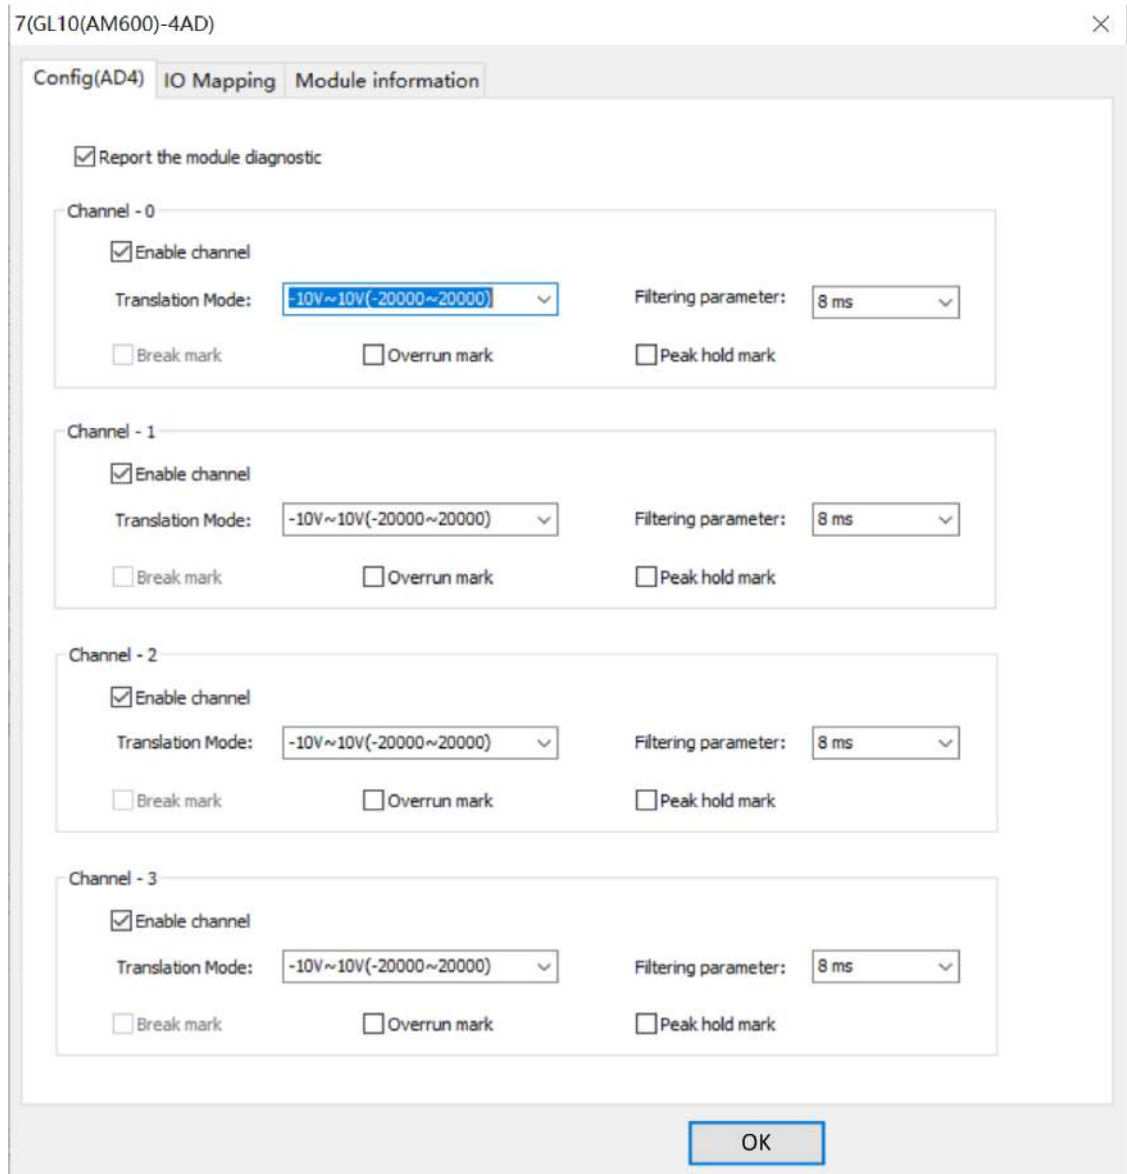 7(GL10(AM600)-4AD)
Config(AD4) IO Mapping Module information
Report the module diagnostic
Channel - 0
Enable channel
Translation Mode: -10V~10V(-20000~20000) Filtering parameter: 8 ms
Break mark Overrun mark Peak hold mark
Channel - 1
Enable channel
Translation Mode: -10V~10V(-20000~20000) Filtering parameter: 8 ms
Break mark Overrun mark Peak hold mark
Channel - 2
Enable channel
Translation Mode: -10V~10V(-20000~20000) Filtering parameter: 8 ms
Break mark Overrun mark Peak hold mark
Channel - 3
Enable channel
Translation Mode: -10V~10V(-20000~20000) Filtering parameter: 8 ms
Break mark Overrun mark Peak hold mark
OK